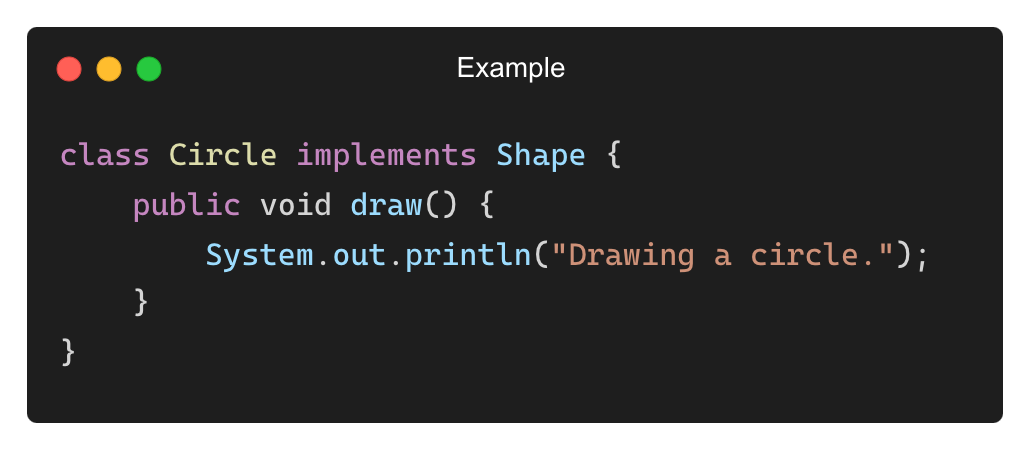 Example
class Circle implements Shape {
    public void draw() {
        System.out.println("Drawing a circle.");
    }
}